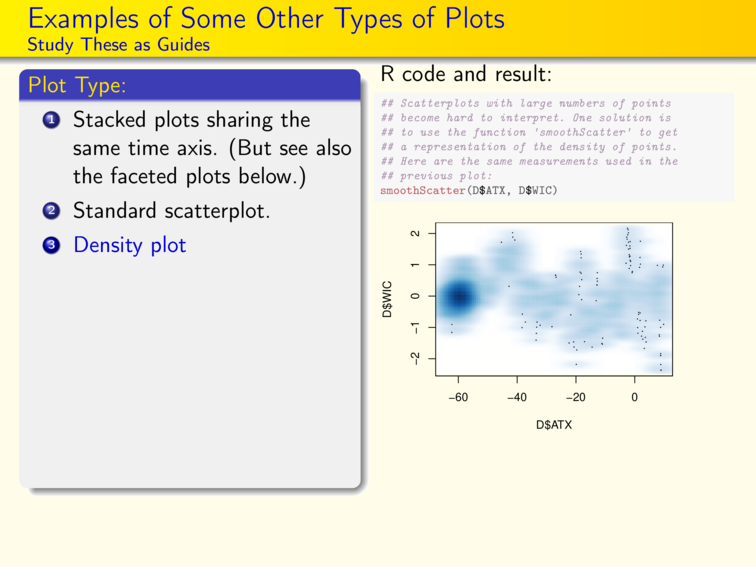 Examples of Some Other Types of Plots
Study These as Guides
Plot Type:
1 Stacked plots sharing the
same time axis. (But see also
the faceted plots below.)
2 Standard scatterplot.
3 Density plot
R code and result:
## Scatterplots with large numbers of points
## become hard to interpret. One solution is
## to use the function 'smoothScatter' to get
## a representation of the density of points.
## Here are the same measurements used in the
## previous plot:
smoothScatter(D$ATX, D$WIC)
2
1
0
−1
−2
D$WIC
−60 −40 −20 0
D$ATX